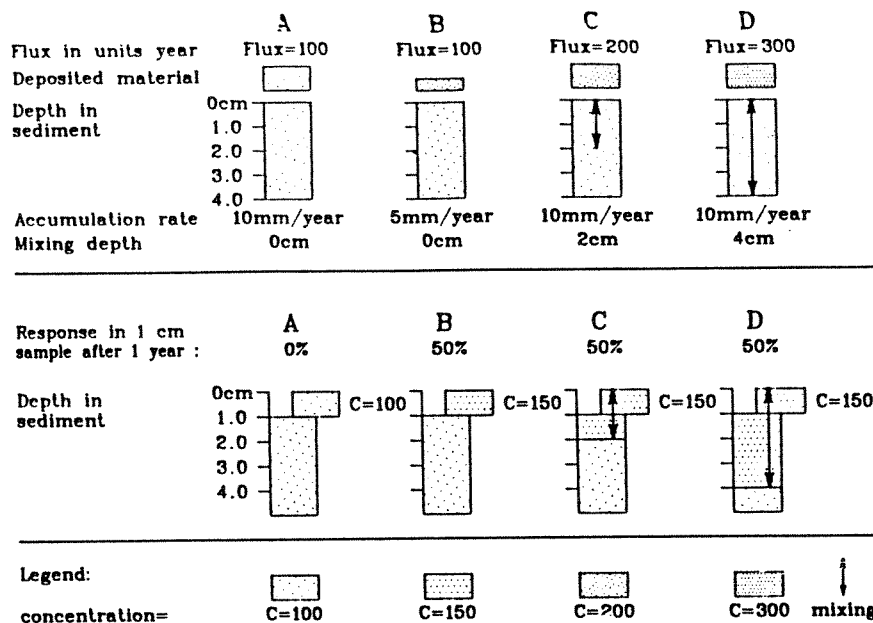 A B C D
Flux in units year Flux=100 Flux=100 Flux=200 Flux=300
Deposited material
Depth in sediment
0cm
1.0
2.0
3.0
4.0
Accumulation rate 10mm/year 5mm/year 10mm/year 10mm/year
Mixing depth 0cm 0cm 2cm 4cm
Response in 1 cm A B C D
sample after 1 year : 0% 50% 50% 50%
Depth in sediment
0cm
C=100 C=150 C=150 C=150
1.0
2.0
3.0
4.0
Legend:
concentration= C=100 C=150 C=200 C=300 mixing